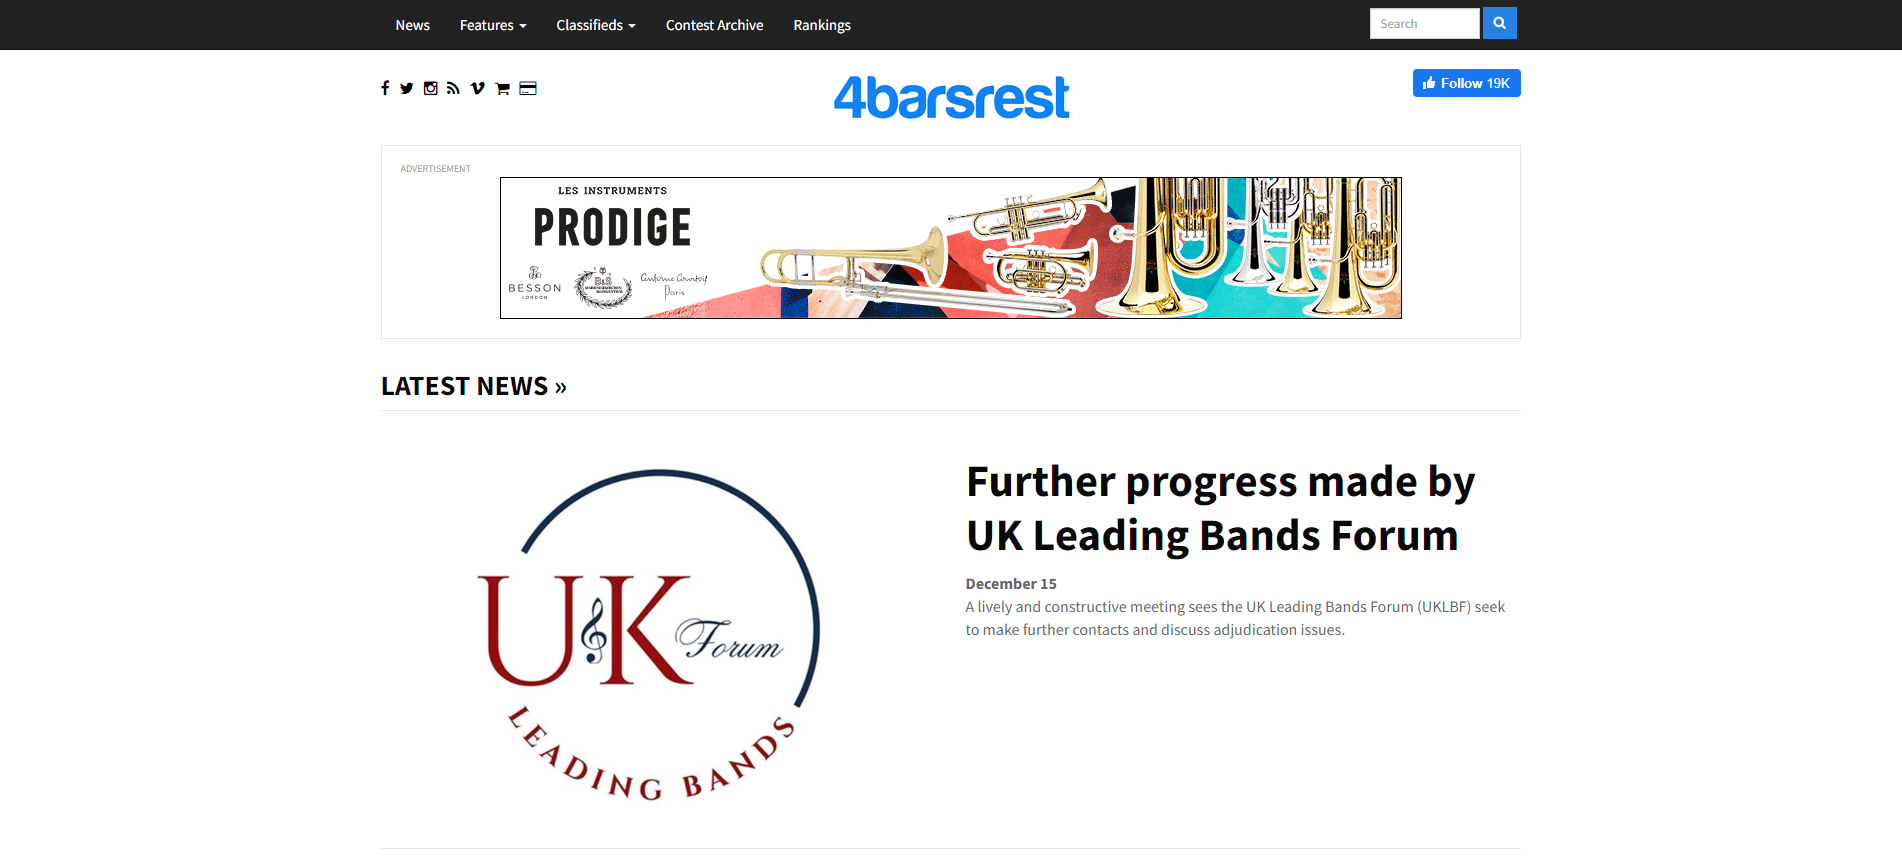 News Features Classifieds Contest Archive Rankings Search
4barsrest
Follow 19K
ADVERTISEMENT
LES INSTRUMENTS
PRODIGE
BESSON
LONDON
B&S
Antoine Courtois
Paris
LATEST NEWS »
UK Forum
LEADING BANDS
Further progress made by
UK Leading Bands Forum
December 15
A lively and constructive meeting sees the UK Leading Bands Forum (UKLBF) seek
to make further contacts and discuss adjudication issues.